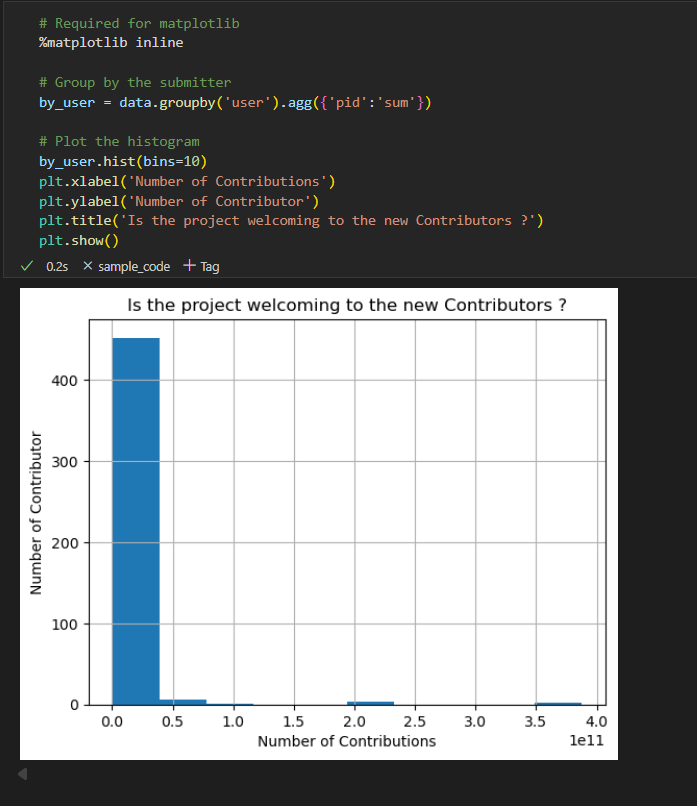 # Required for matplotlib
%matplotlib inline
# Group by the submitter
by_user = data.groupby('user').agg({'pid':'sum'})
# Plot the histogram
by_user.hist(bins=10)
plt.xlabel('Number of Contributions')
plt.ylabel('Number of Contributor')
plt.title('Is the project welcoming to the new Contributors ?')
plt.show()
0.2s sample_code Tag
Is the project welcoming to the new Contributors ?
400
300
200
100
0
Number of Contributor
0.0 0.5 1.0 1.5 2.0 2.5 3.0 3.5 4.0
1e11
Number of Contributions